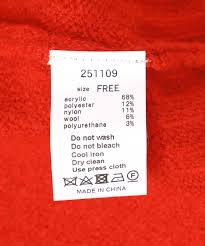 251109
size FREE
acrylic 68%
polyester 12%
nylon 11%
wool 6%
polyurethane 3%
Do not wash
Do not bleach
Cool iron
Dry clean
Use press cloth
MADE IN CHINA